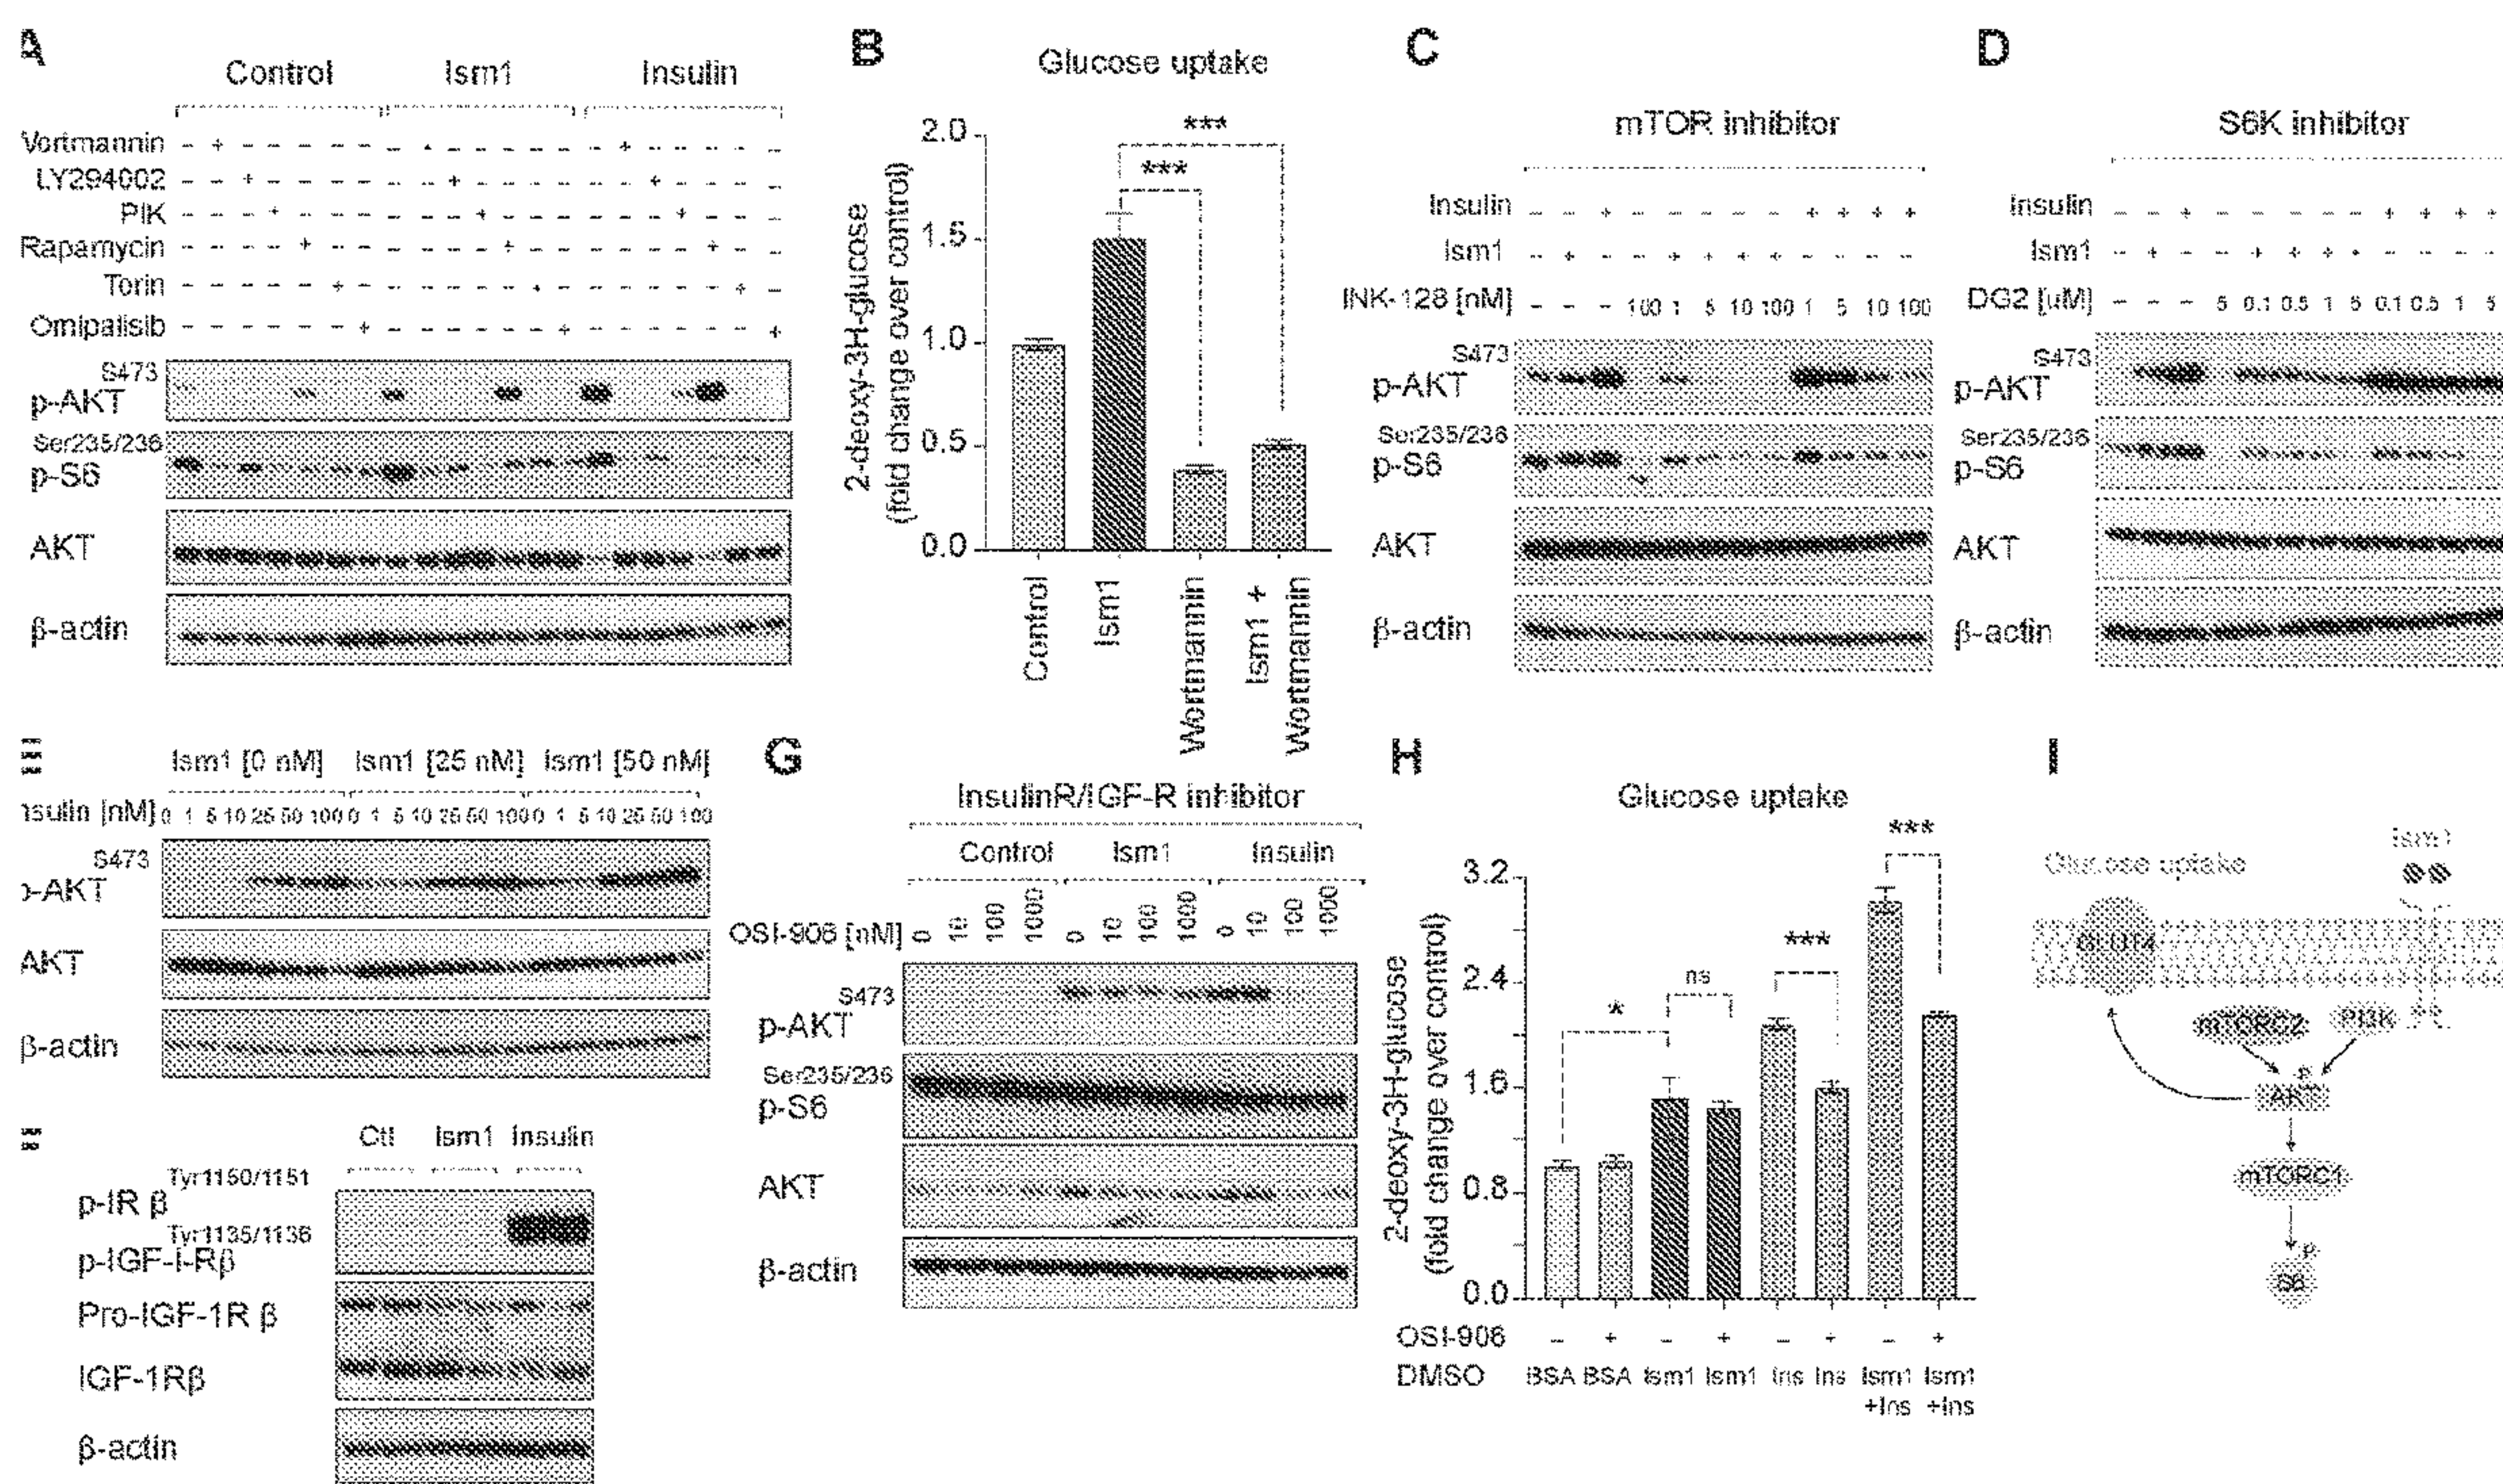 A
Control Ism1 Insulin
Vortmannin - + - - - - - - + - - - - - - + - - - - -
LY294002 - - + - - - - - - + - - - - - - + - - - -
PIK - - - + - - - - - - + - - - - - - + - - -
Rapamycin - - - - + - - - - - - + - - - - - - + - -
Torin - - - - - + - - - - - - + - - - - - - + -
Omipalisib - - - - - - + - - - - - - + - - - - - - +
S473
p-AKT
Ser235/236
p-S6
AKT
β-actin
B
Glucose uptake
2-deoxy-3H-glucose
(fold change over control)
2.0
1.5
1.0
0.5
0.0
***
***
Control
Ism1
Wortmannin
Ism1 +
Wortmannin
C
mTOR inhibitor
Insulin - - + - - - - - + + + +
Ism1 - + - - + + + + - - - -
INK-128 [nM] - - - 100 1 5 10 100 1 5 10 100
S473
p-AKT
Ser235/236
p-S6
AKT
β-actin
D
S6K inhibitor
Insulin - - + - - - - - + + + +
Ism1 - + - - + + + + - - - -
DG2 [uM] - - - 5 0.1 0.5 1 5 0.1 0.5 1 5
S473
p-AKT
Ser235/236
p-S6
AKT
β-actin
Ism1 [0 nM] Ism1 [25 nM] Ism1 [50 nM]
nsulin [nM] 0 1 5 10 25 50 100 0 1 5 10 25 50 100 0 1 5 10 25 50 100
S473
p-AKT
AKT
β-actin
Ctl Ism1 Insulin
p-IR β Tyr1150/1151
Tyr1135/1136
p-IGF-I-Rβ
Pro-IGF-1R β
IGF-1Rβ
β-actin
G
InsulinR/IGF-R inhibitor
Control Ism1 Insulin
OSI-906 [nM] 0 10 100 1000 0 10 100 1000 0 10 100 1000
S473
p-AKT
Ser235/236
p-S6
AKT
β-actin
H
Glucose uptake
2-deoxy-3H-glucose
(fold change over control)
3.2
2.4
1.6
0.8
0.0
*
ns
***
***
OSI-906 - + - + - + - +
DMSO BSA BSA Ism1 Ism1 Ins Ins Ism1 Ism1
+Ins +Ins
I
Ism1
Glucose uptake
GLUT4
mTORC2 PI3K
P
AKT
mTORC1
P
S6